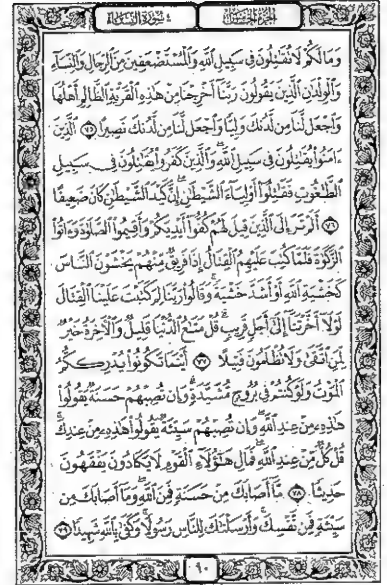 الجزء الخامس
سورة النساء
وَمَا لَكُمْ لَا تُقَٰتِلُونَ فِى سَبِيلِ ٱللَّهِ وَٱلْمُسْتَضْعَفِينَ مِنَ ٱلرِّجَالِ وَٱلنِّسَآءِ
وَٱلْوِلْدَٰنِ ٱلَّذِينَ يَقُولُونَ رَبَّنَآ أَخْرِجْنَا مِنْ هَٰذِهِ ٱلْقَرْيَةِ ٱلظَّالِمِ أَهْلُهَا
وَٱجْعَل لَّنَا مِن لَّدُنكَ وَلِيًّا وَٱجْعَل لَّنَا مِن لَّدُنكَ نَصِيرًا ٧٥ ٱلَّذِينَ
ءَامَنُوا۟ يُقَٰتِلُونَ فِى سَبِيلِ ٱللَّهِ وَٱلَّذِينَ كَفَرُوا۟ يُقَٰتِلُونَ فِى سَبِيلِ
ٱلطَّٰغُوتِ فَقَٰتِلُوٓا۟ أَوْلِيَآءَ ٱلشَّيْطَٰنِ إِنَّ كَيْدَ ٱلشَّيْطَٰنِ كَانَ ضَعِيفًا
٧٦ أَلَمْ تَرَ إِلَى ٱلَّذِينَ قِيلَ لَهُمْ كُفُّوٓا۟ أَيْدِيَكُمْ وَأَقِيمُوا۟ ٱلصَّلَوٰةَ وَءَاتُوا۟
ٱلزَّكَوٰةَ فَلَمَّا كُتِبَ عَلَيْهِمُ ٱلْقِتَالُ إِذَا فَرِيقٌ مِّنْهُمْ يَخْشَوْنَ ٱلنَّاسَ
كَخَشْيَةِ ٱللَّهِ أَوْ أَشَدَّ خَشْيَةً وَقَالُوا۟ رَبَّنَا لِمَ كَتَبْتَ عَلَيْنَا ٱلْقِتَالَ
لَوْلَآ أَخَّرْتَنَآ إِلَىٰٓ أَجَلٍ قَرِيبٍ قُلْ مَتَٰعُ ٱلدُّنْيَا قَلِيلٌ وَٱلْءَاخِرَةُ خَيْرٌ
لِّمَنِ ٱتَّقَىٰ وَلَا تُظْلَمُونَ فَتِيلًا ٧٧ أَيْنَمَا تَكُونُوا۟ يُدْرِككُّمُ
ٱلْمَوْتُ وَلَوْ كُنتُمْ فِى بُرُوجٍ مُّشَيَّدَةٍ وَإِن تُصِبْهُمْ حَسَنَةٌ يَقُولُوا۟
هَٰذِهِۦ مِنْ عِندِ ٱللَّهِ وَإِن تُصِبْهُمْ سَيِّئَةٌ يَقُولُوا۟ هَٰذِهِۦ مِنْ عِندِكَ
قُلْ كُلٌّ مِّنْ عِندِ ٱللَّهِ فَمَالِ هَٰٓؤُلَآءِ ٱلْقَوْمِ لَا يَكَادُونَ يَفْقَهُونَ
حَدِيثًا ٧٨ مَّآ أَصَابَكَ مِنْ حَسَنَةٍ فَمِنَ ٱللَّهِ وَمَآ أَصَابَكَ مِن
سَيِّئَةٍ فَمِن نَّفْسِكَ وَأَرْسَلْنَٰكَ لِلنَّاسِ رَسُولًا وَكَفَىٰ بِٱللَّهِ شَهِيدًا ٧٩
٩٠